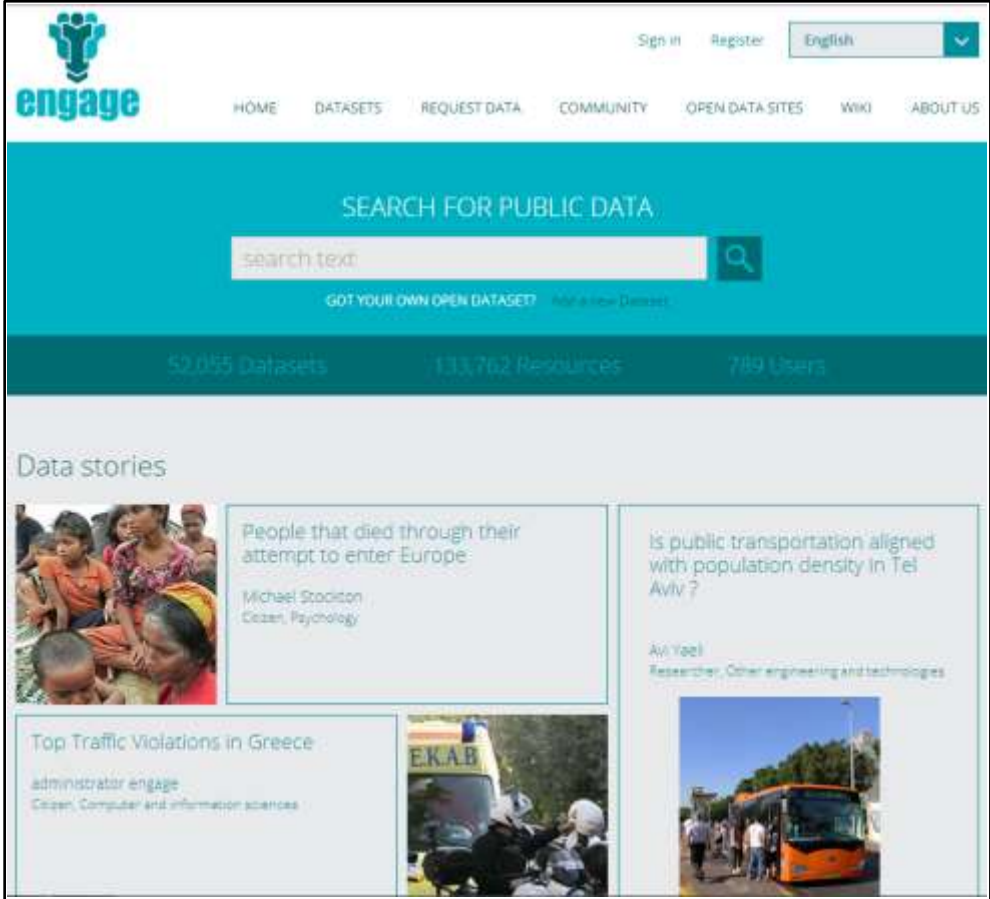 Sign in Register English
engage
HOME DATASETS REQUEST DATA COMMUNITY OPEN DATA SITES WIKI ABOUT US
SEARCH FOR PUBLIC DATA
search text
GOT YOUR OWN OPEN DATASET? Add a new Dataset
52,055 Datasets 133,762 Resources 789 Users
Data stories
People that died through their
attempt to enter Europe
Michael Stockton
Citizen, Psychology
Is public transportation aligned
with population density in Tel
Aviv ?
Avi Yaeli
Researcher, Other engineering and technologies
Top Traffic Violations in Greece
administrator engage
Citizen, Computer and information sciences
E.K.A.B